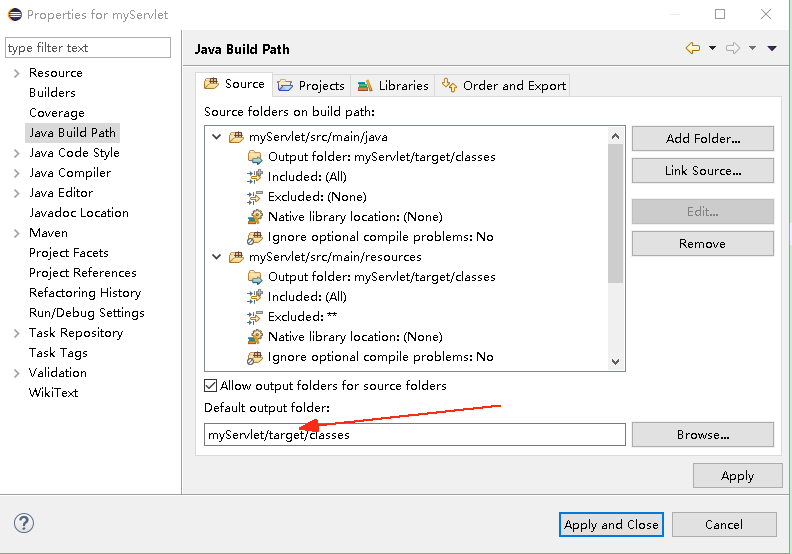 Properties for myServlet
type filter text
Resource
Builders
Coverage
Java Build Path
Java Code Style
Java Compiler
Java Editor
Javadoc Location
Maven
Project Facets
Project References
Refactoring History
Run/Debug Settings
Task Repository
Task Tags
Validation
WikiText
Java Build Path
Source Projects Libraries Order and Export
Source folders on build path:
myServlet/src/main/java
Output folder: myServlet/target/classes
Included: (All)
Excluded: (None)
Native library location: (None)
Ignore optional compile problems: No
myServlet/src/main/resources
Output folder: myServlet/target/classes
Included: (All)
Excluded: **
Native library location: (None)
Ignore optional compile problems: No
Add Folder...
Link Source...
Edit...
Remove
Allow output folders for source folders
Default output folder:
myServlet/target/classes
Browse...
Apply
?
Apply and Close
Cancel